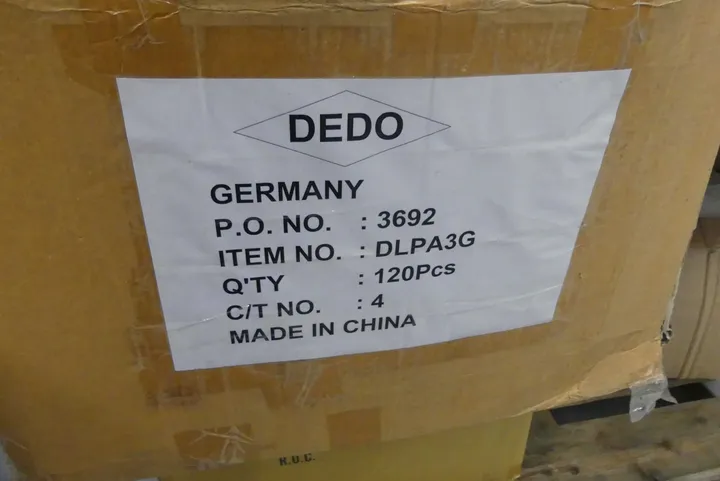 DEDO
GERMANY
P.O. NO. : 3692
ITEM NO. : DLPA3G
Q'TY : 120Pcs
C/T NO. : 4
MADE IN CHINA
R.O.C.